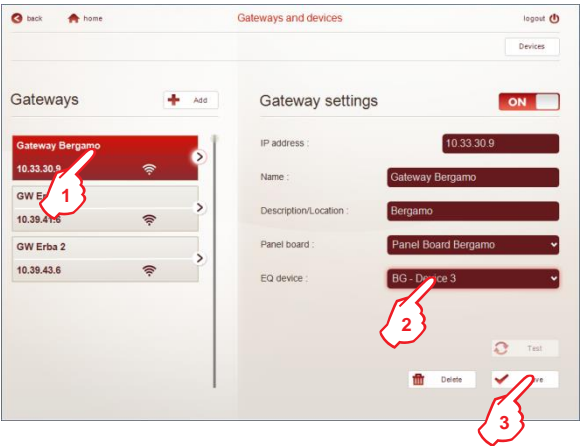 back home Gateways and devices logout
Devices
Gateways Add Gateway settings ON
Gateway Bergamo
10.33.30.9
GW
10.39.41.6
GW Erba 2
10.39.43.6
IP address : 10.33.30.9
Name : Gateway Bergamo
Description/Location : Bergamo
Panel board : Panel Board Bergamo
EQ device : BG - Device 3
Test
Delete
1
2
3